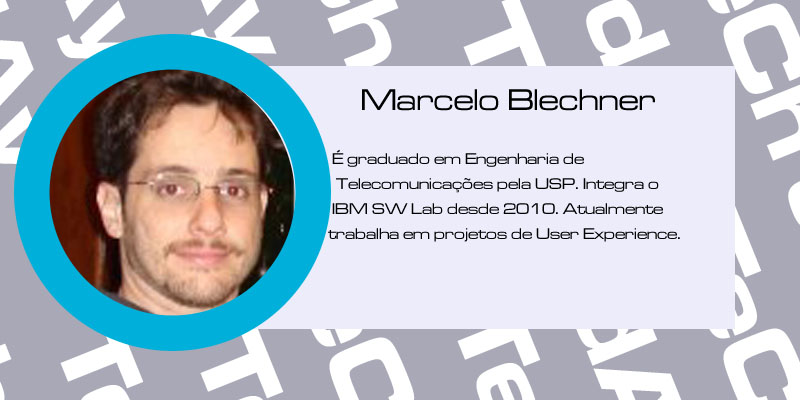 Marcelo Blechner
É graduado em Engenharia de
Telecomunicações pela USP. Integra o
IBM SW Lab desde 2010. Atualmente
trabalha em projetos de User Experience.